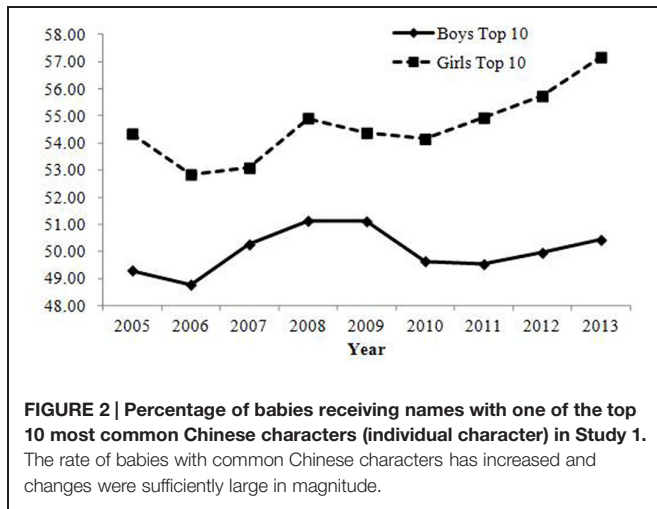 58.00
57.00
56.00
55.00
54.00
53.00
52.00
51.00
50.00
49.00
48.00
Boys Top 10
Girls Top 10
2005 2006 2007 2008 2009 2010 2011 2012 2013
Year
FIGURE 2 | Percentage of babies receiving names with one of the top
10 most common Chinese characters (individual character) in Study 1.
The rate of babies with common Chinese characters has increased and
changes were sufficiently large in magnitude.